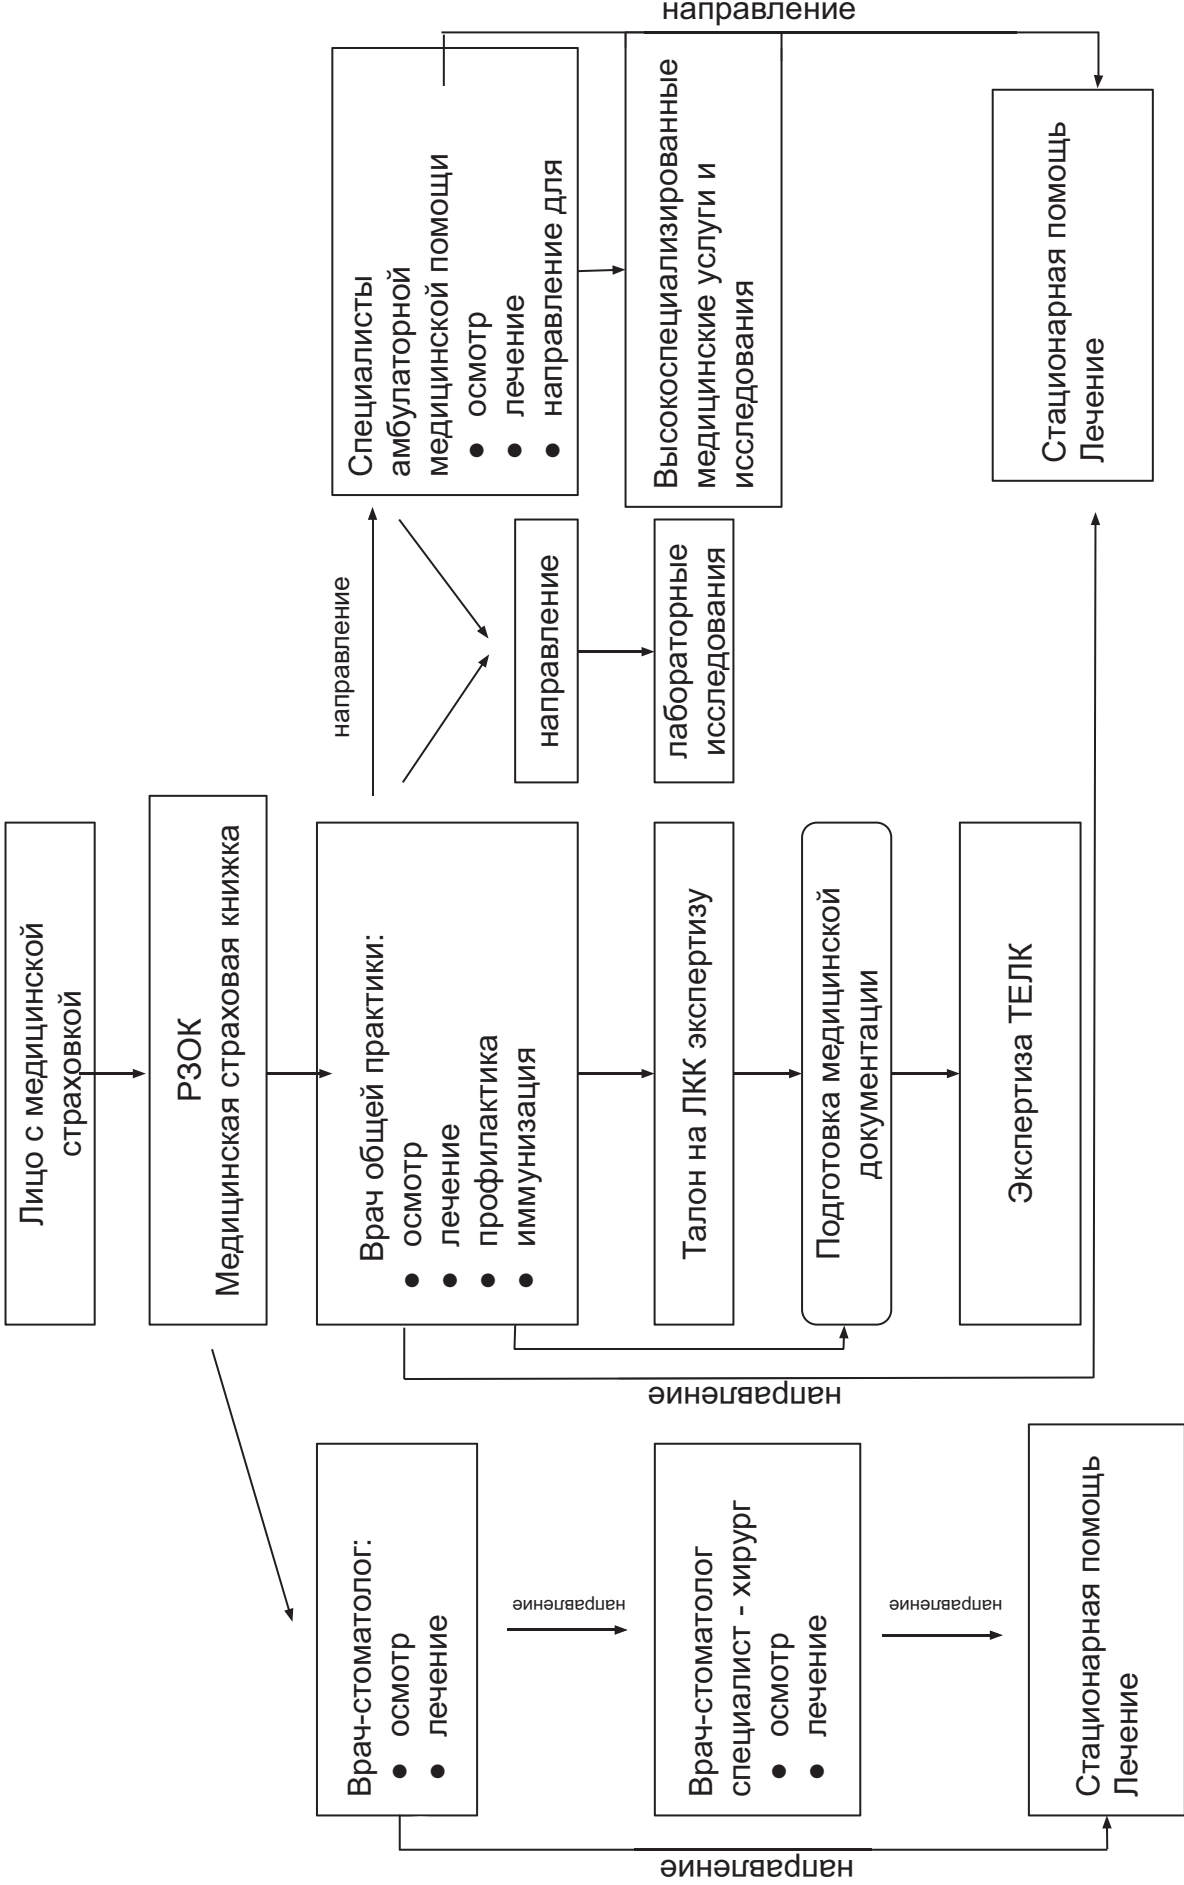 Лицо с медицинской
страховкой
РЗОК
Медицинская страховая книжка
Врач-стоматолог:
● осмотр
● лечение
Врач общей практики:
● осмотр
● лечение
● профилактика
● иммунизация
направление
Специалисты
амбулаторной
медицинской помощи
● осмотр
● лечение
● направление для
направление
направление
лабораторные
исследования
Высокоспециализированные
медицинские услуги и
исследования
направление
Врач-стоматолог
специалист - хирург
● осмотр
● лечение
направление
Талон на ЛКК экспертизу
Подготовка медицинской
документации
Экспертиза ТЕЛК
направление
направление
направление
Стационарная помощь
Лечение
Стационарная помощь
Лечение